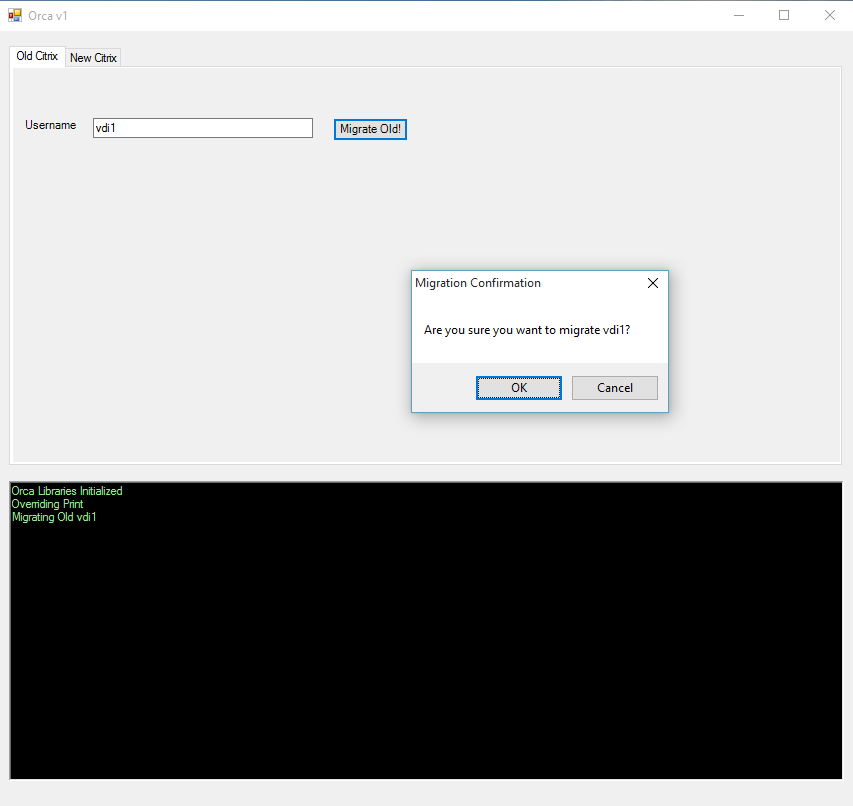 Orca v1
Old Citrix New Citrix
Username vdi1 Migrate Old!
Migration Confirmation
Are you sure you want to migrate vdi1?
OK Cancel
Orca Libraries Initialized
Overriding Print
Migrating Old vdi1